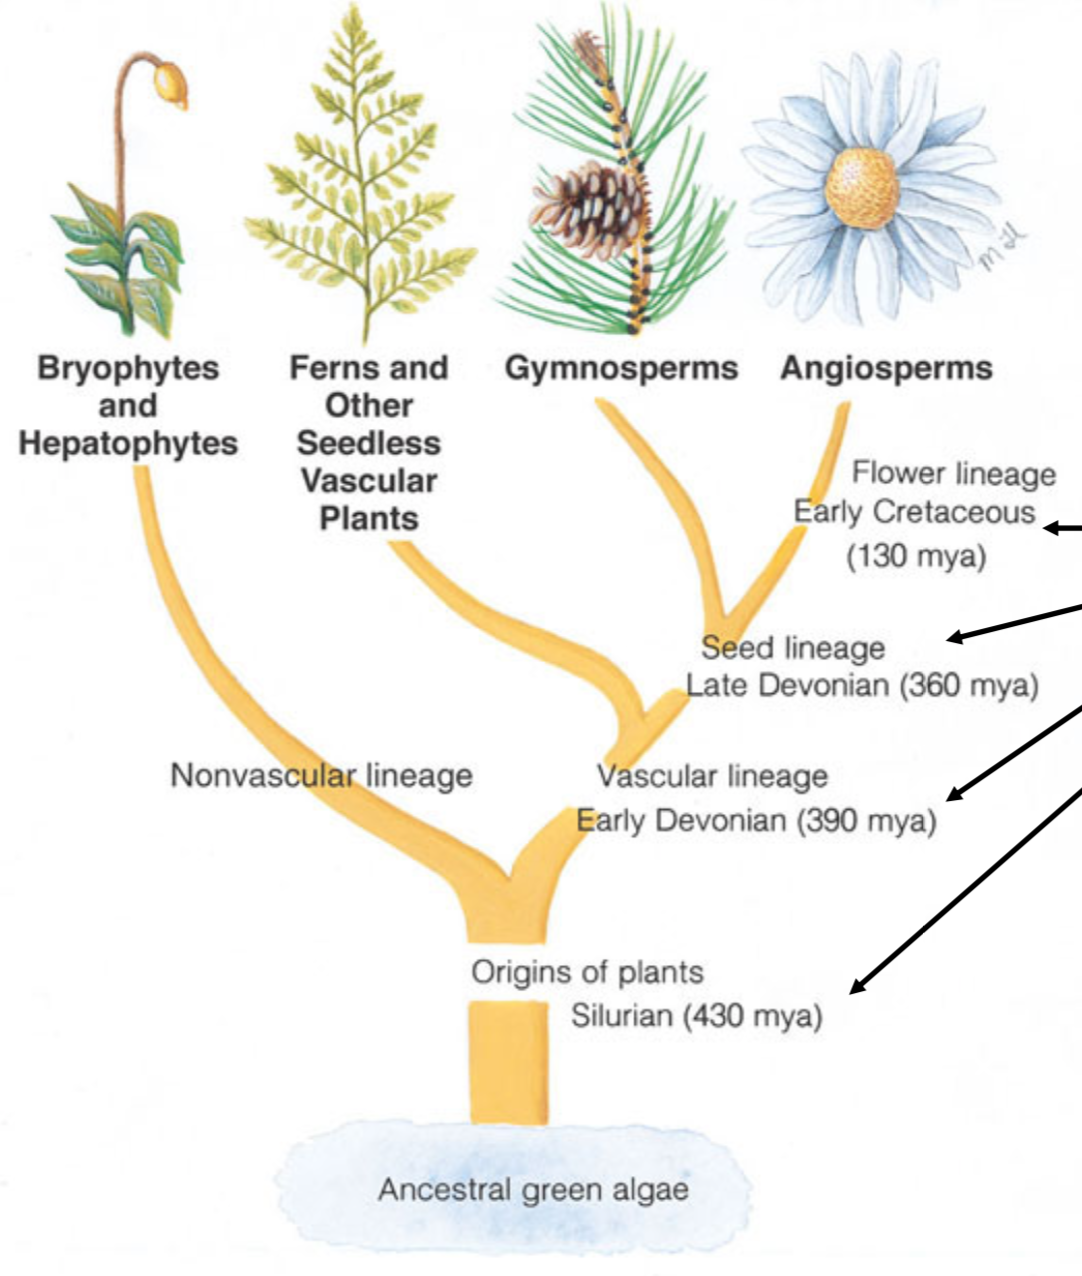 Bryophytes
and
Hepatophytes
Ferns and
Other
Seedless
Vascular
Plants
Gymnosperms
Angiosperms
Flower lineage
Early Cretaceous
(130 mya)
Seed lineage
Late Devonian (360 mya)
Nonvascular lineage
Vascular lineage
Early Devonian (390 mya)
Origins of plants
Silurian (430 mya)
Ancestral green algae